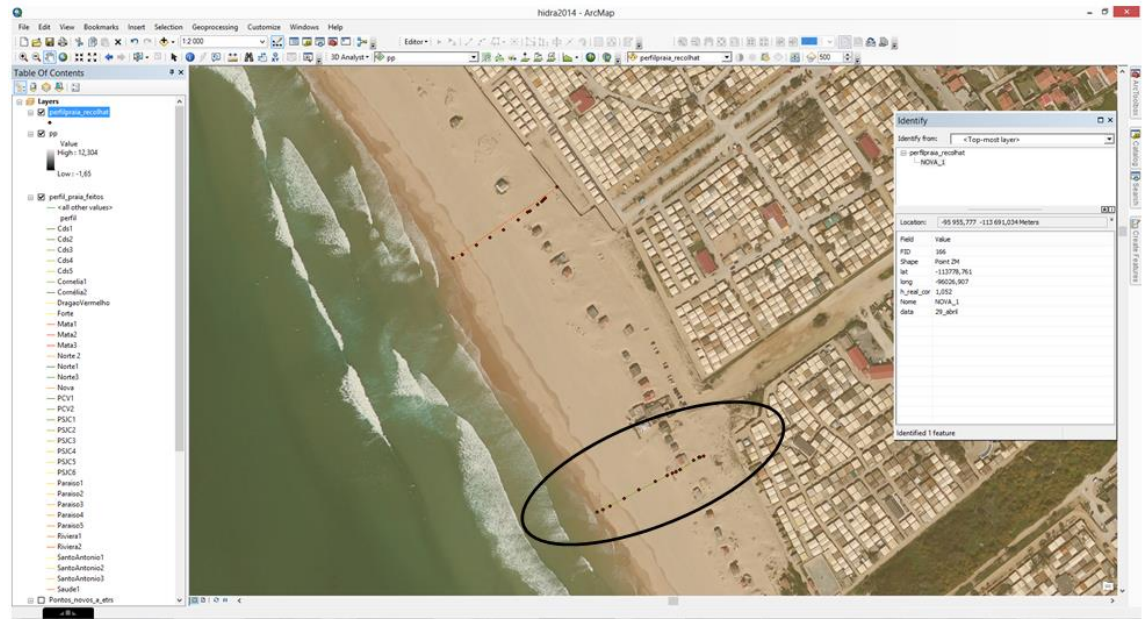 hidra2014 - ArcMap
File Edit View Bookmarks Insert Selection Geoprocessing Customize Windows Help
1:2 000 Editor
3D Analyst pp perfilpraia_recolhat 500
Table Of Contents
Layers
perfilpraia_recolhat
pp
Value
High : 12,304
Low : -1,65
perfil_praia_feitos
<all other values>
perfil
Cds1
Cds2
Cds3
Cds4
Cds5
Cornelia1
Cornélia2
DragaoVermelho
Forte
Mata1
Mata2
Mata3
Norte 2
Norte1
Norte3
Nova
PCV1
PCV2
PSJC1
PSJC2
PSJC3
PSJC4
PSJC5
PSJC6
Paraiso1
Paraiso2
Paraiso3
Paraiso4
Paraiso5
Riviera1
Riviera2
SantoAntonio1
SantoAntonio2
SantoAntonio3
Saude1
Pontos_novos_a_etrs
Identify
Identify from: <Top-most layer>
perfilpraia_recolhat
NOVA_1
Location: -95 955,777 -113 691,034 Meters
Field Value
FID 166
Shape Point ZM
lat -113778,761
long -96026,907
h_real_cor 1,052
Nome NOVA_1
data 29_abril
Identified 1 feature
ArcToolbox
Catalog
Search
Create Features